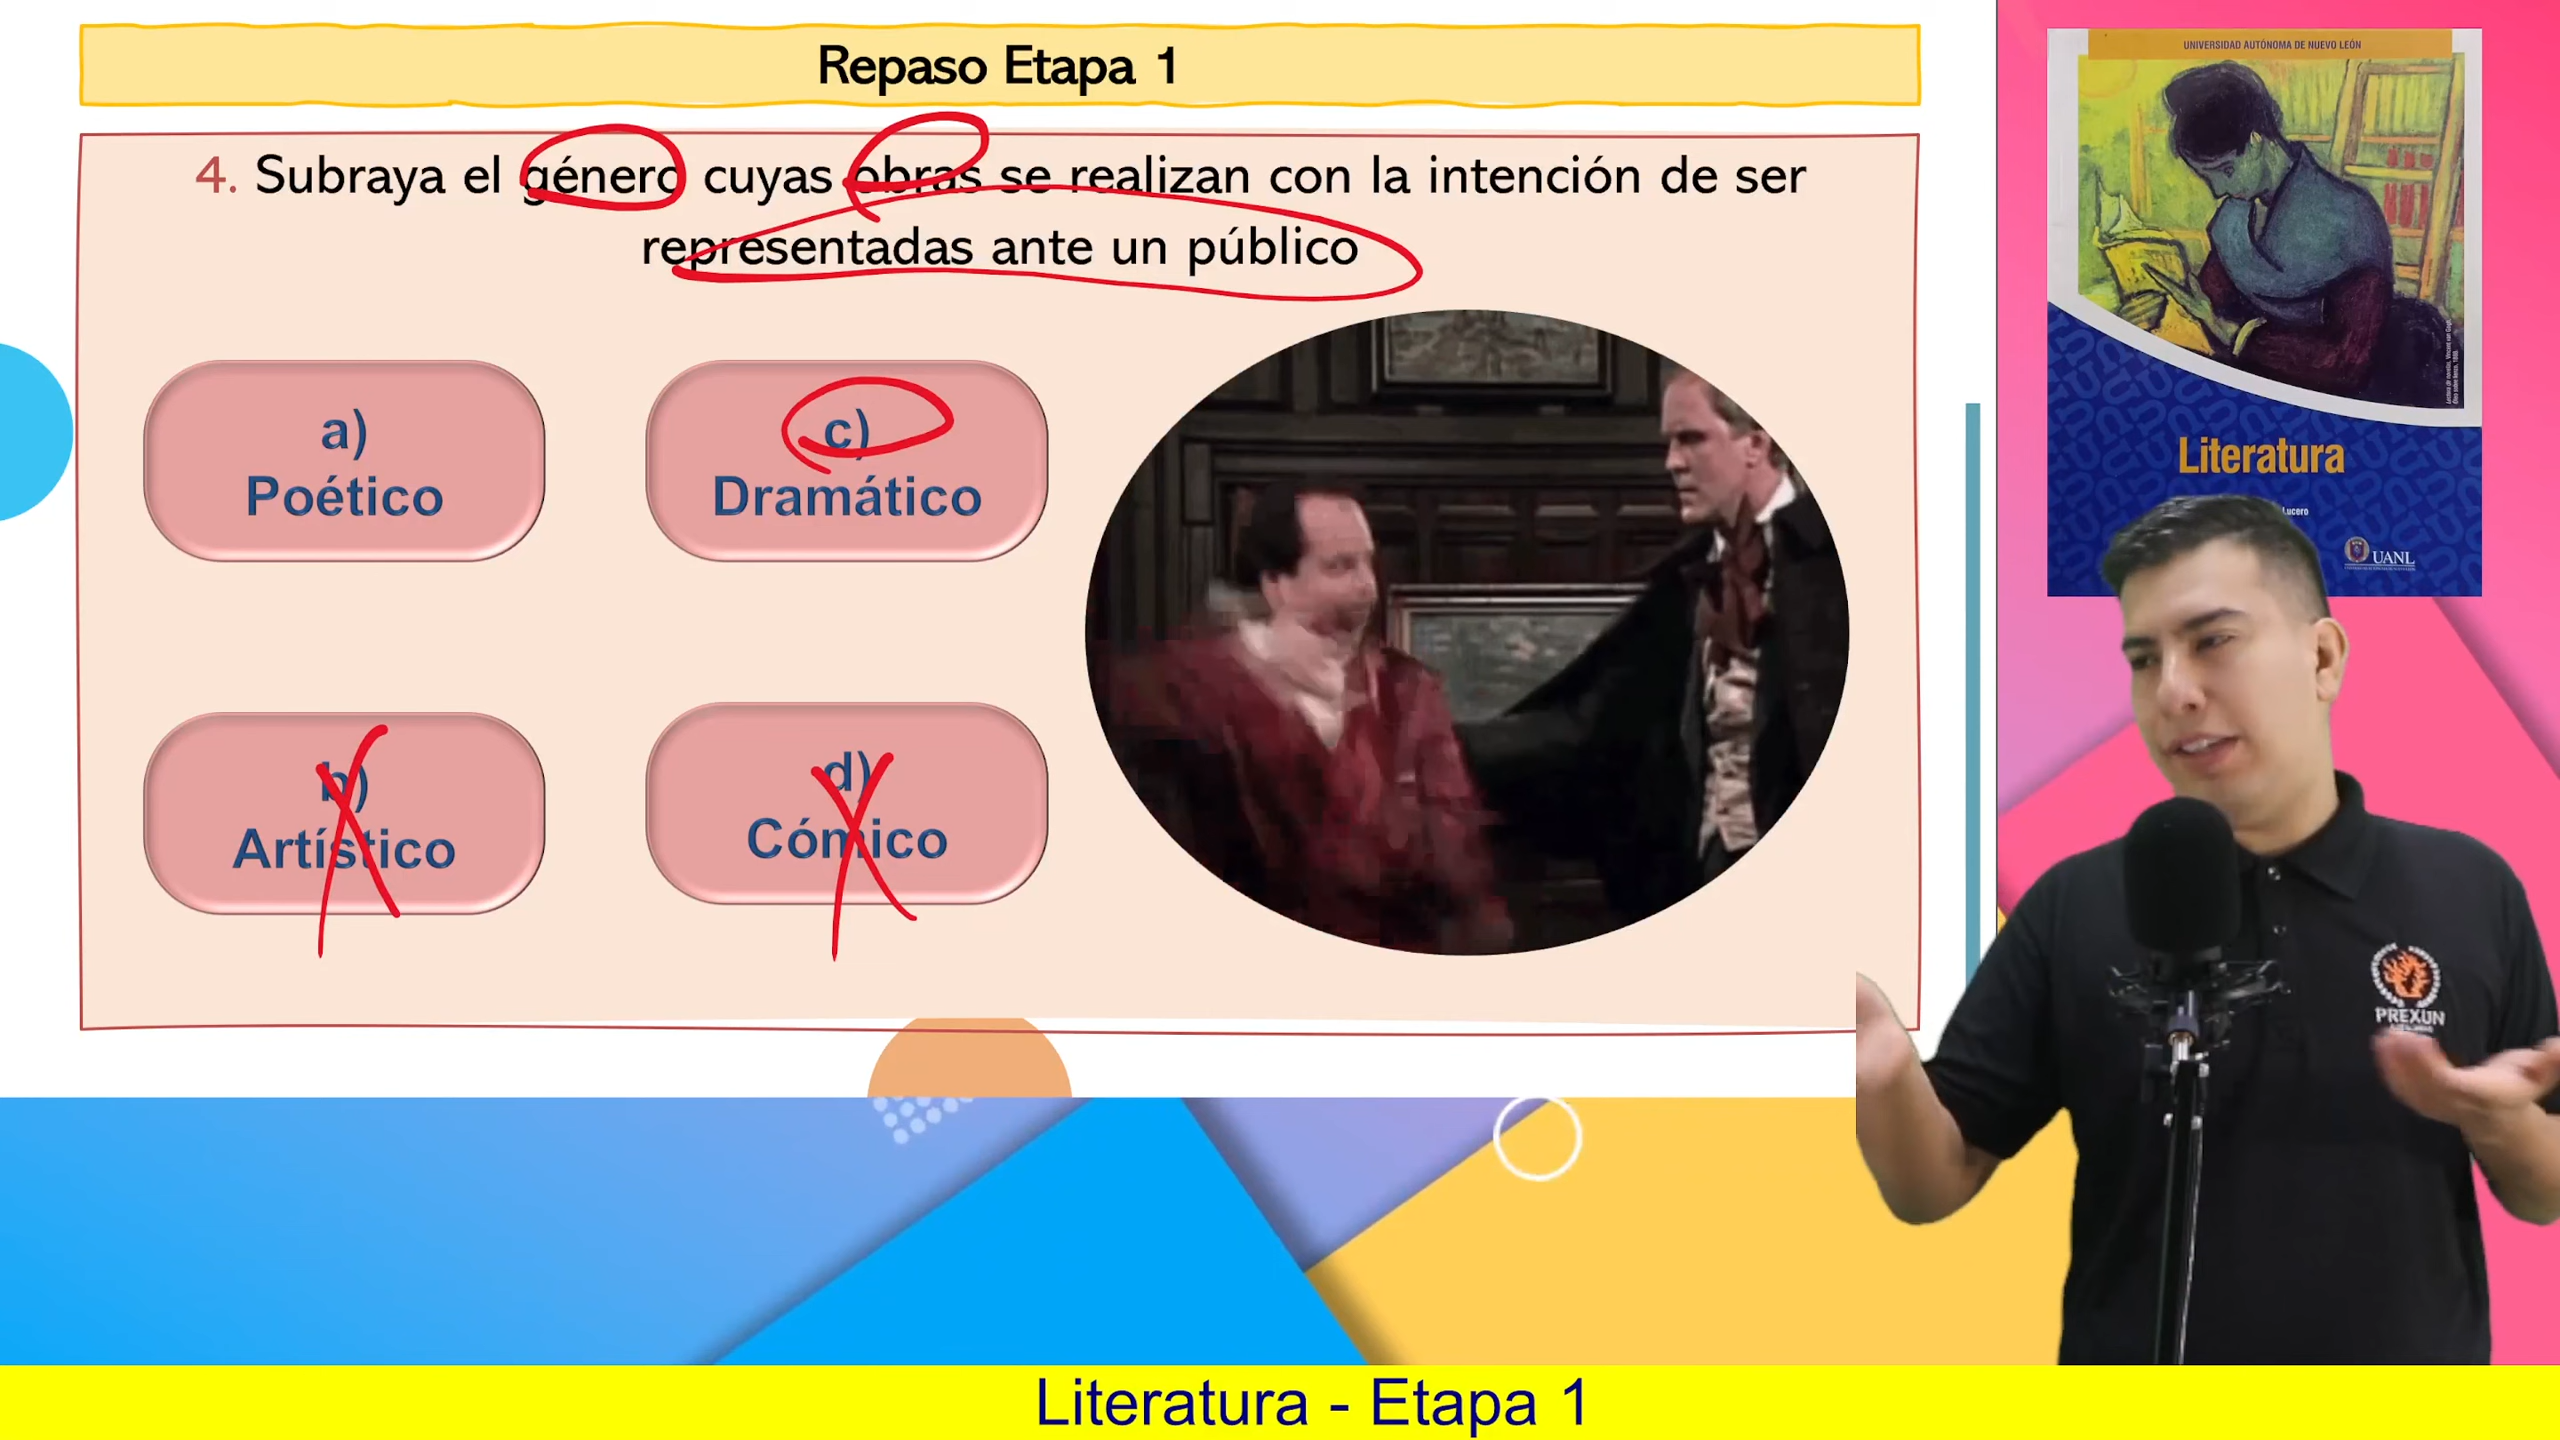 Repaso Etapa 1
4. Subraya el género cuyas obras se realizan con la intención de ser
representadas ante un público
a)
Poético
c)
Dramático
b)
Artístico
d)
Cómico
UNIVERSIDAD AUTÓNOMA DE NUEVO LEÓN
Literatura
Lucero
UANL
PREXUN
Literatura - Etapa 1